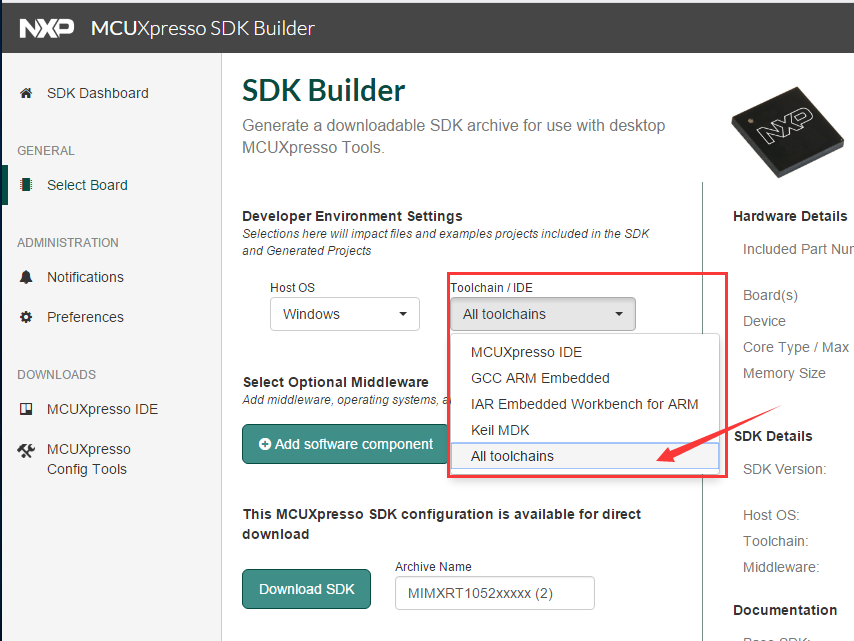 NXP MCUXpresso SDK Builder
SDK Dashboard
GENERAL
Select Board
ADMINISTRATION
Notifications
Preferences
DOWNLOADS
MCUXpresso IDE
MCUXpresso
Config Tools
SDK Builder
Generate a downloadable SDK archive for use with desktop
MCUXpresso Tools.
NXP
Developer Environment Settings
Selections here will impact files and examples projects included in the SDK
and Generated Projects
Host OS
Windows
Toolchain / IDE
All toolchains
MCUXpresso IDE
GCC ARM Embedded
IAR Embedded Workbench for ARM
Keil MDK
All toolchains
Select Optional Middleware
Add middleware, operating systems,
Add software component
This MCUXpresso SDK configuration is available for direct
download
Download SDK
Archive Name
MIMXRT1052xxxxx (2)
Hardware Details
Included Part
Board(s)
Device
Core Type / Max
Memory Size
SDK Details
SDK Version:
Host OS:
Toolchain:
Middleware:
Documentation